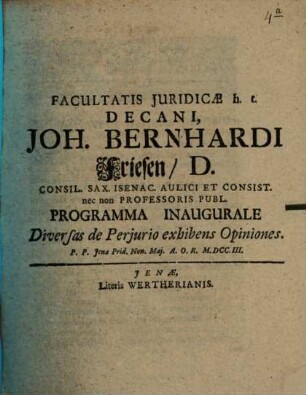 4 a
FACULTATIS JURIDICÆ h. t.
DECANI,
JOH. BERNHARDI
Friesen/ D.
CONSIL. SAX. ISENAC. AULICI ET CONSIST.
nec non PROFESSORIS PUBL.
PROGRAMMA INAUGURALE
Diversas de Perjurio exhibens Opiniones.
P. P. Jenæ Prid. Non. Maj. A. O. R. M.DCC.III.
JENÆ,
Literis WERTHERIANIS.